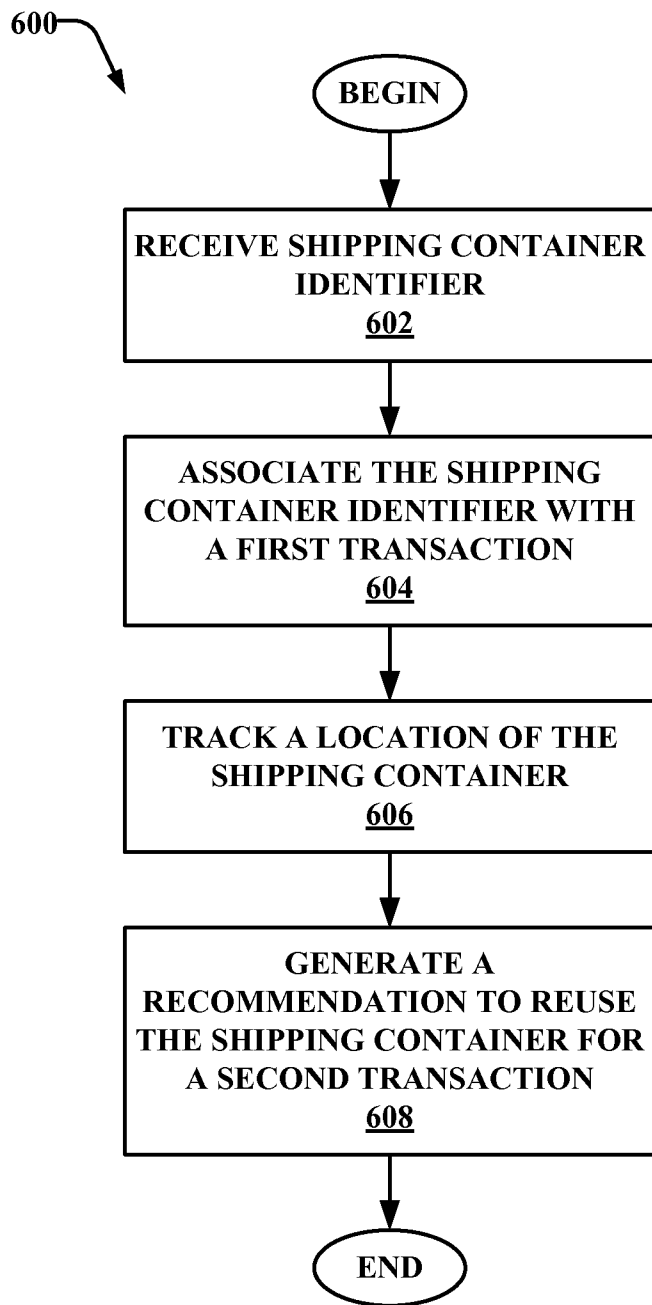 600
BEGIN
RECEIVE SHIPPING CONTAINER
IDENTIFIER
602
ASSOCIATE THE SHIPPING
CONTAINER IDENTIFIER WITH
A FIRST TRANSACTION
604
TRACK A LOCATION OF THE
SHIPPING CONTAINER
606
GENERATE A
RECOMMENDATION TO REUSE
THE SHIPPING CONTAINER FOR
A SECOND TRANSACTION
608
END